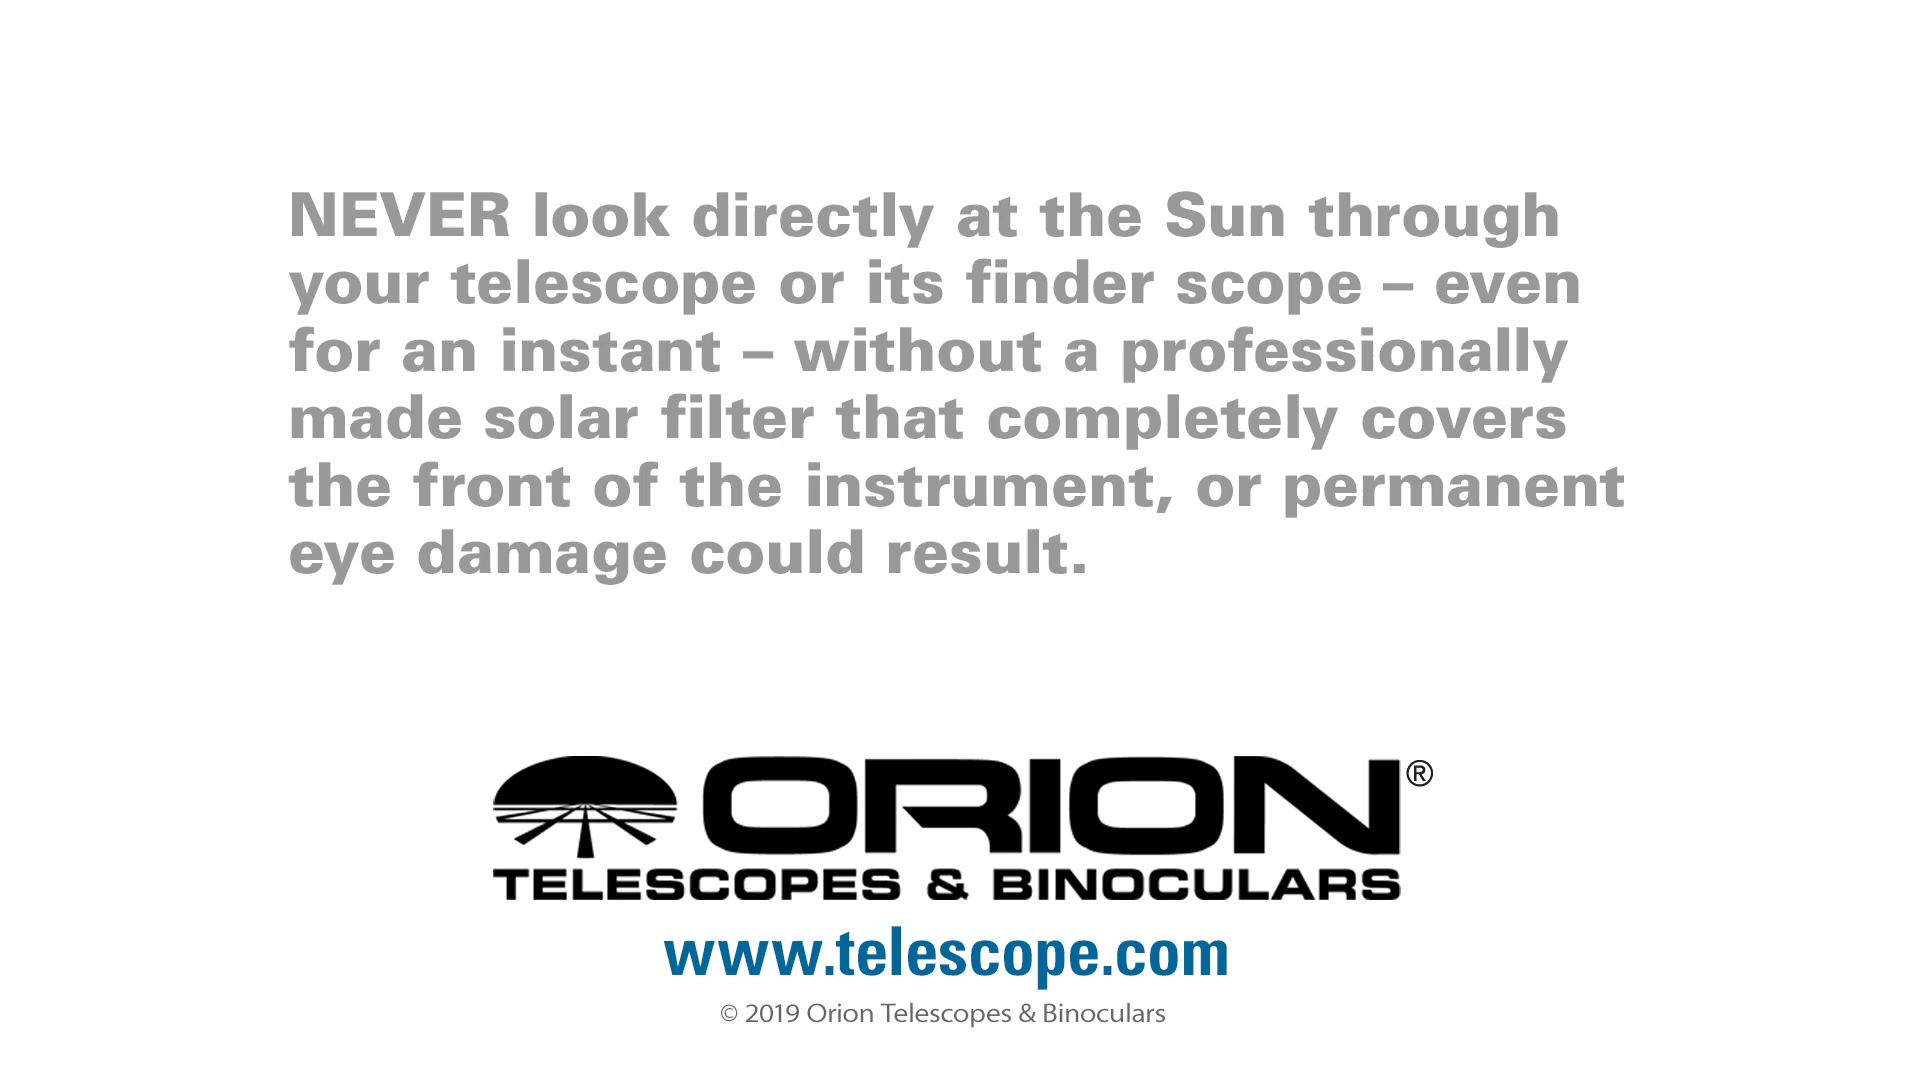 NEVER look directly at the Sun through
your telescope or its finder scope – even
for an instant – without a professionally
made solar filter that completely covers
the front of the instrument, or permanent
eye damage could result.
ORION®
TELESCOPES & BINOCULARS
www.telescope.com
© 2019 Orion Telescopes & Binoculars